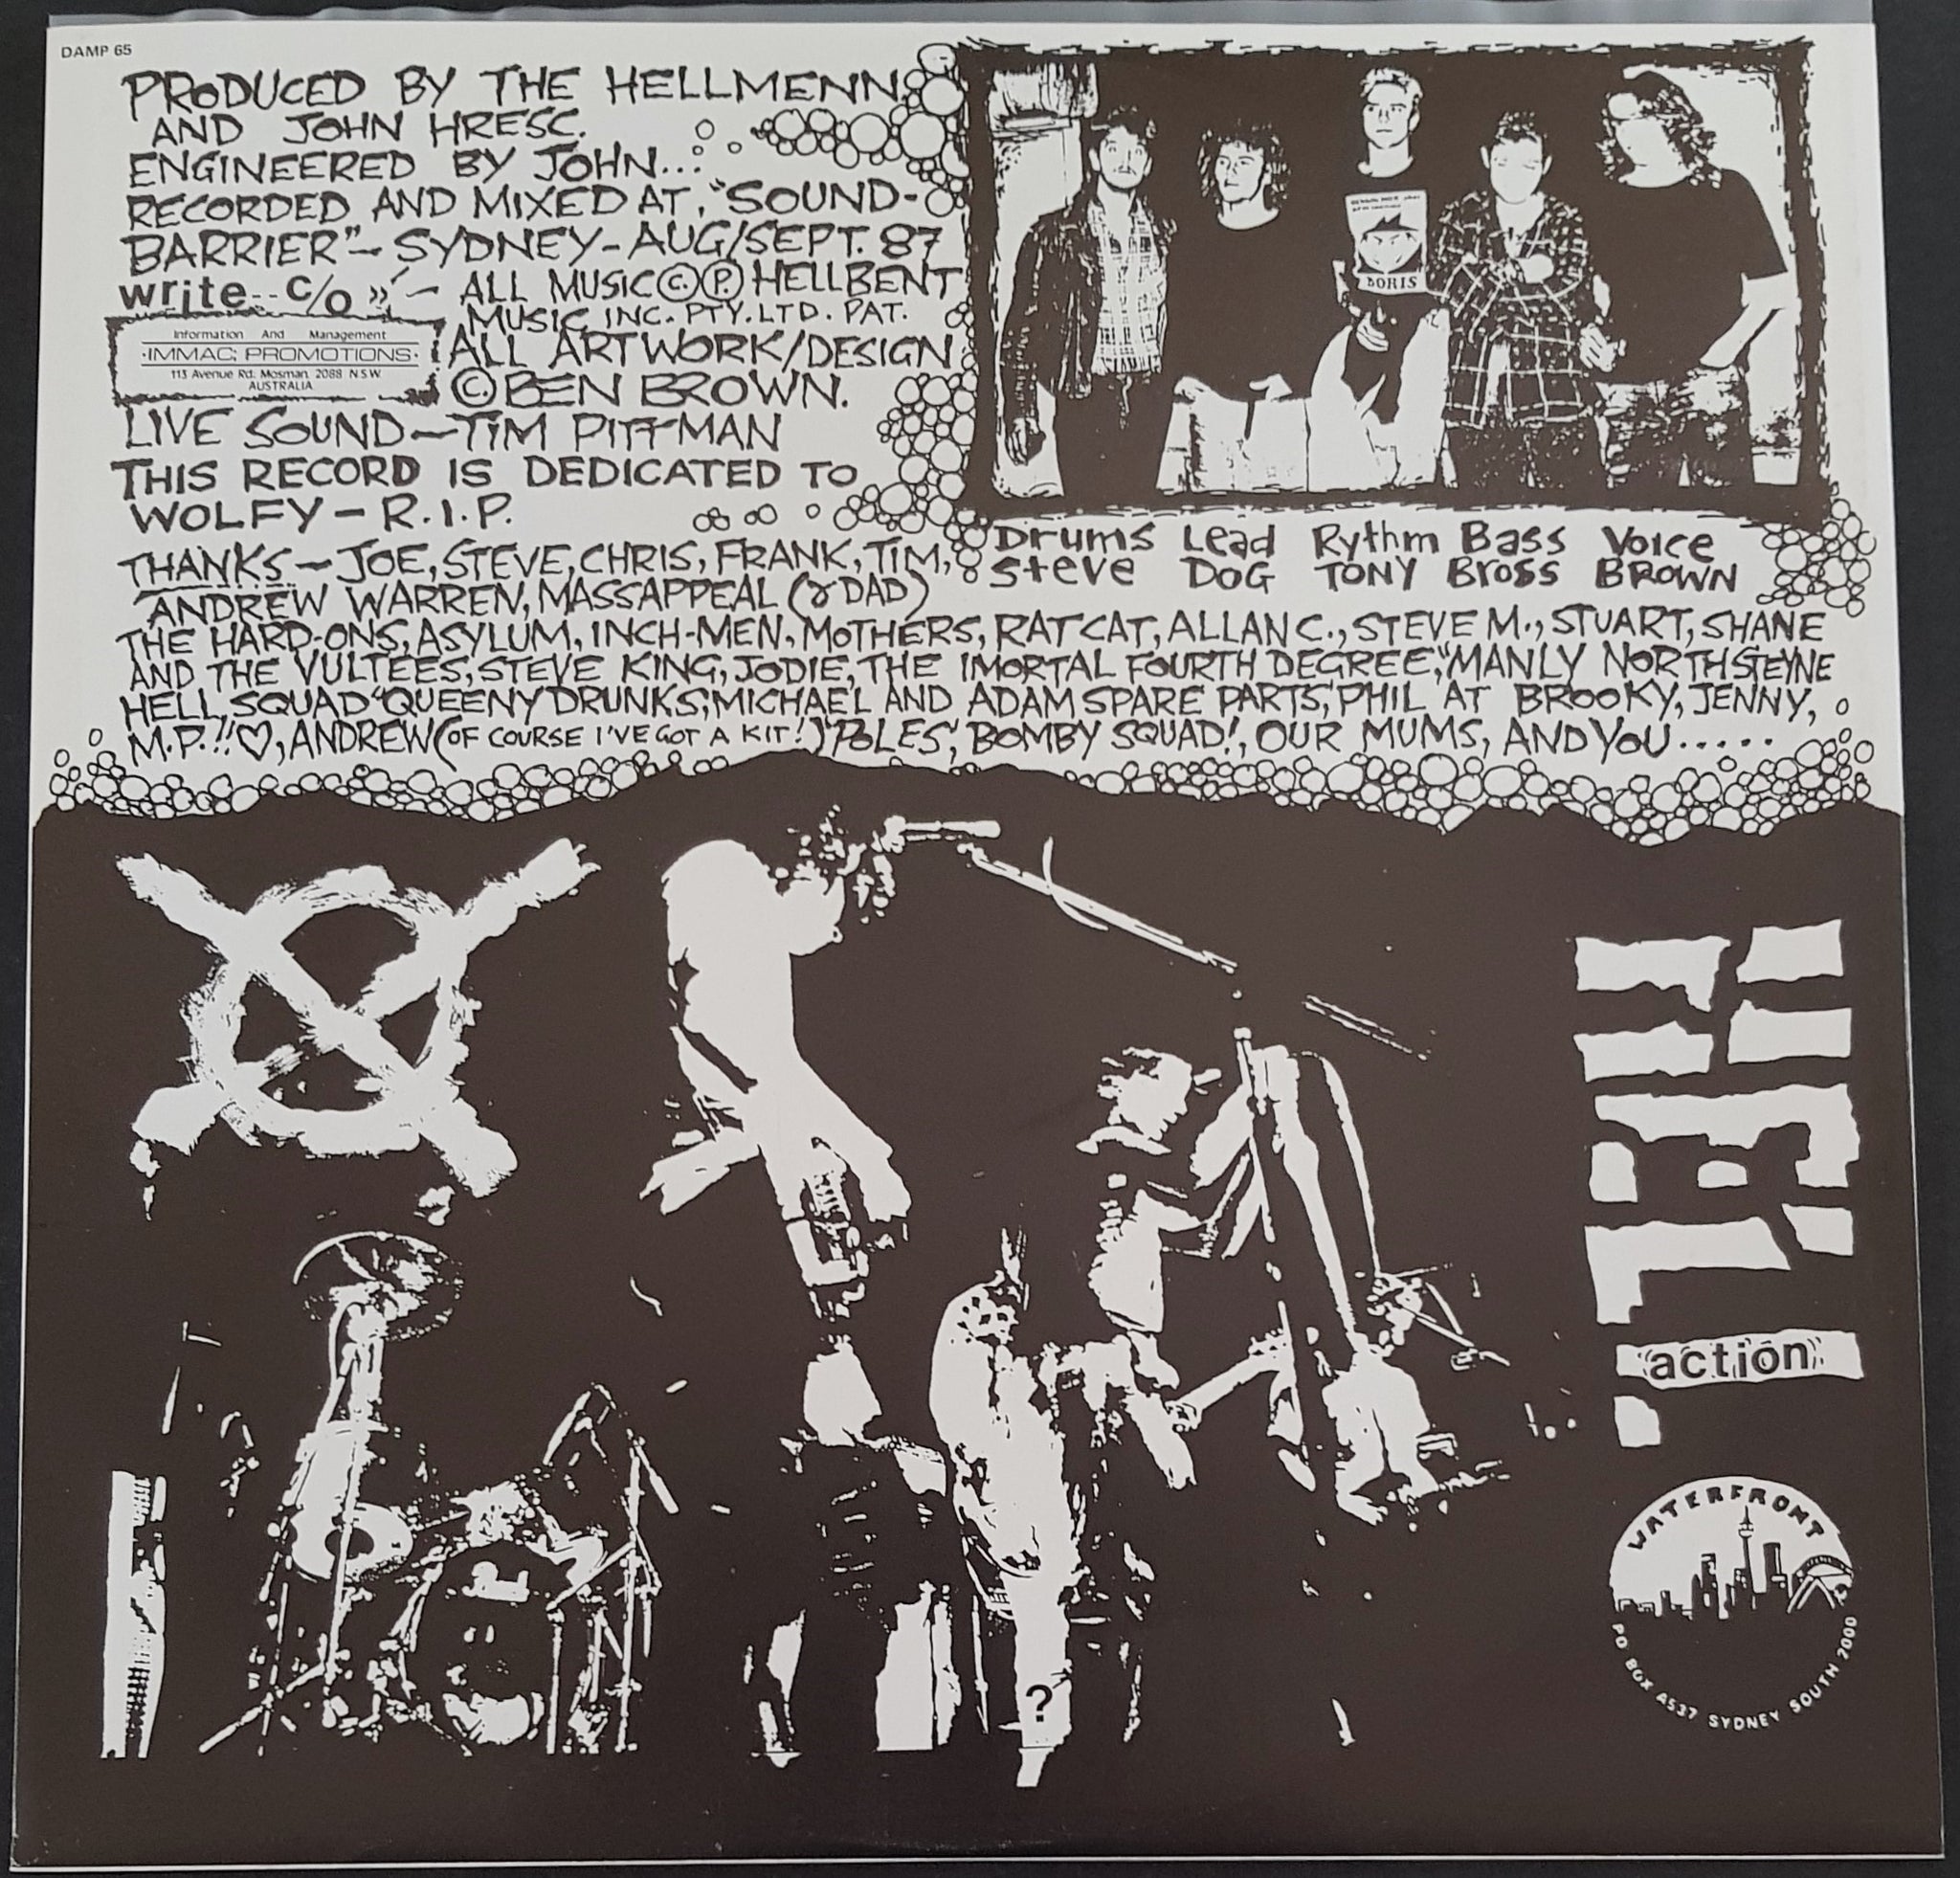 DAMP 65
PRODUCED BY THE HELLMENN
AND JOHN HRESC.
ENGINEERED BY JOHN...
RECORDED AND MIXED AT, "SOUND-
BARRIER" - SYDNEY - AUG/SEPT. 87
write -- c/o »
Information And Management
·IMMAC; PROMOTIONS·
113 Avenue Rd. Mosman 2088 N.S.W.
AUSTRALIA
- ALL MUSIC © Ⓟ HELLBENT
MUSIC INC. PTY. LTD. PAT.
ALL ARTWORK/DESIGN
© BEN BROWN.
LIVE SOUND - TIM PITTMAN
THIS RECORD IS DEDICATED TO
WOLFY - R.I.P.
DORIS
Drums Lead Rythm Bass Voice
Steve DOG TONY Bross BROWN
THANKS - JOE, STEVE, CHRIS, FRANK, TIM,
ANDREW WARREN, MASSAPPEAL (& DAD)
THE HARD-ONS, ASYLUM, INCH-MEN, MOTHERS, RATCAT, ALLAN C., STEVE M., STUART, SHANE
AND THE VULTEES, STEVE KING, JODIE, THE IMORTAL FOURTH DEGREE, "MANLY NORTH STEYNE
HELL SQUAD" QUEENY DRUNKS, MICHAEL AND ADAM SPARE PARTS, PHIL AT BROOKY, JENNY,
M.P.!!♡, ANDREW (OF COURSE I'VE GOT A KIT!) 'POLES', BOMBY SQUAD!, OUR MUMS, AND YOU.....
HELL
action
?
WATERFRONT
PO BOX A537 SYDNEY SOUTH 2000